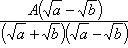 A(√a − √b)
(√a + √b)(√a − √b)